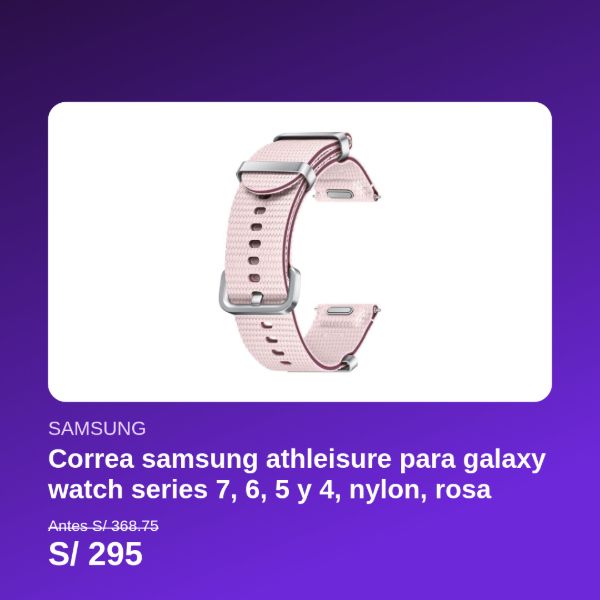 SAMSUNG
Correa samsung athleisure para galaxy
watch series 7, 6, 5 y 4, nylon, rosa
Antes S/ 368.75
S/ 295